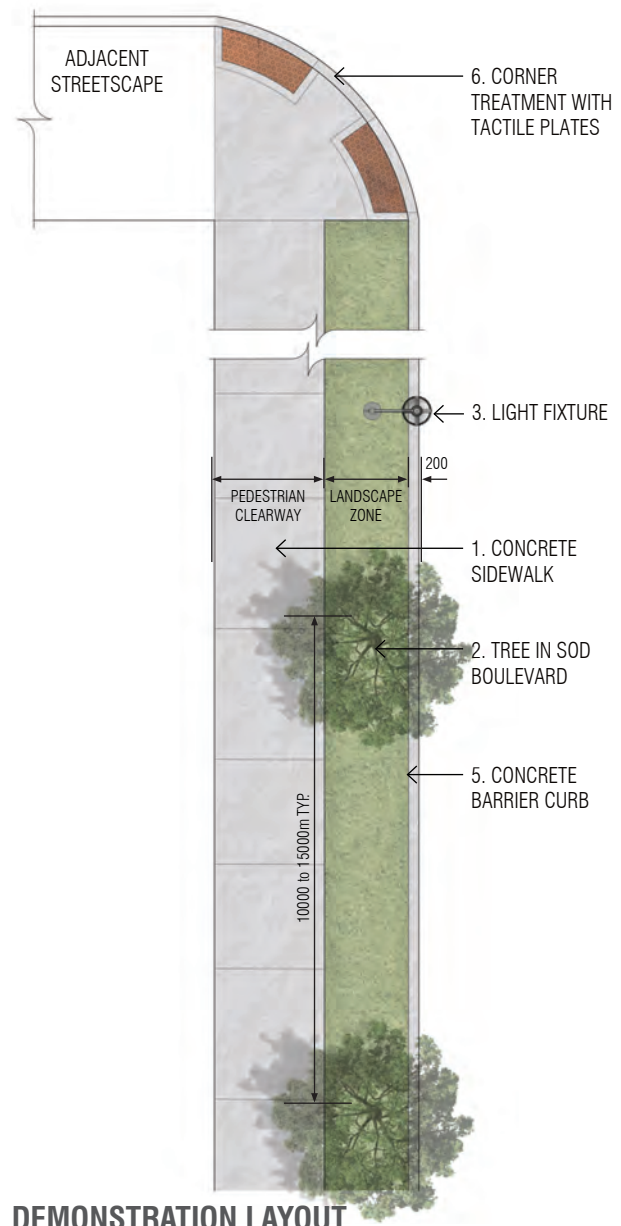 ADJACENT
STREETSCAPE
6. CORNER
TREATMENT WITH
TACTILE PLATES
3. LIGHT FIXTURE
200
PEDESTRIAN
CLEARWAY
LANDSCAPE
ZONE
1. CONCRETE
SIDEWALK
2. TREE IN SOD
BOULEVARD
5. CONCRETE
BARRIER CURB
10000 to 15000m TYP.
DEMONSTRATION LAYOUT